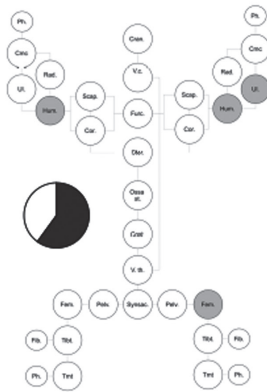 Ph.
Ph.
Cran.
Cmc
Cmc
Rad.
V.c.
Rad.
Ul.
Ul.
Scap.
Scap.
Hum.
Furc.
Hum.
Cor.
Cor.
Ster.
Ossa
st.
Cost
V. th.
Fem.
Pelv
Synsac.
Pelv
Fem.
Fib.
Tibt.
Tibt.
Fib.
Ph.
Tmt
Tmt
Ph.